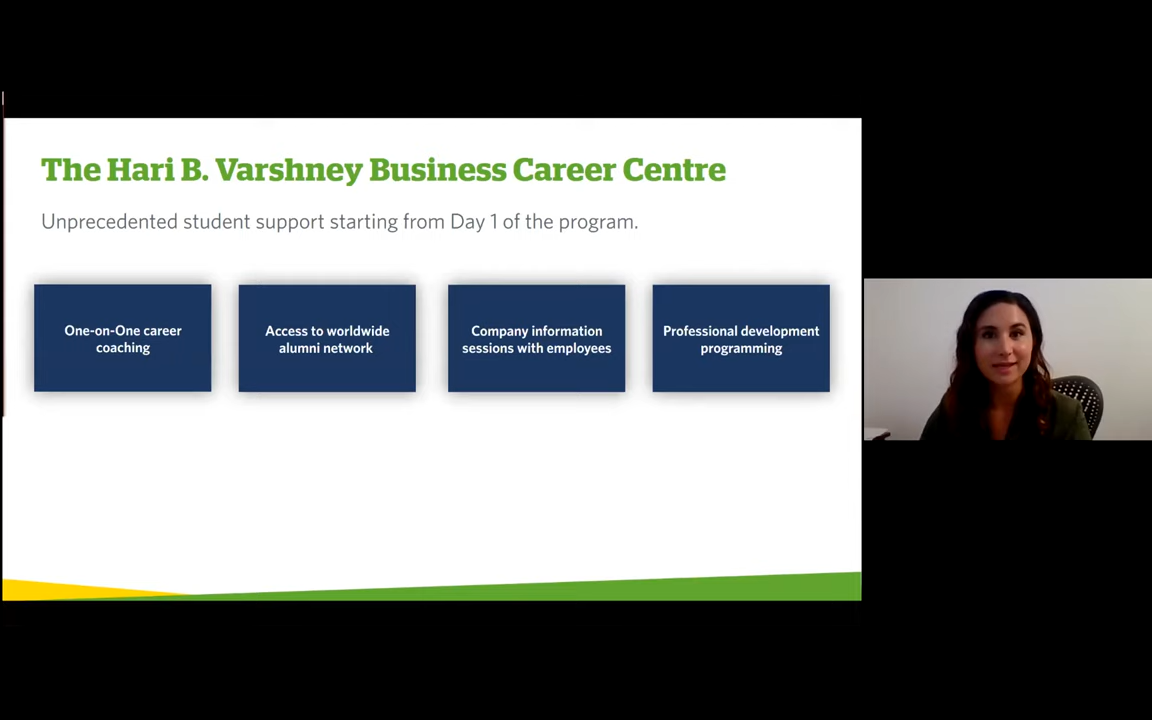 The Hari B. Varshney Business Career Centre
Unprecedented student support starting from Day 1 of the program.
One-on-One career
coaching
Access to worldwide
alumni network
Company information
sessions with employees
Professional development
programming